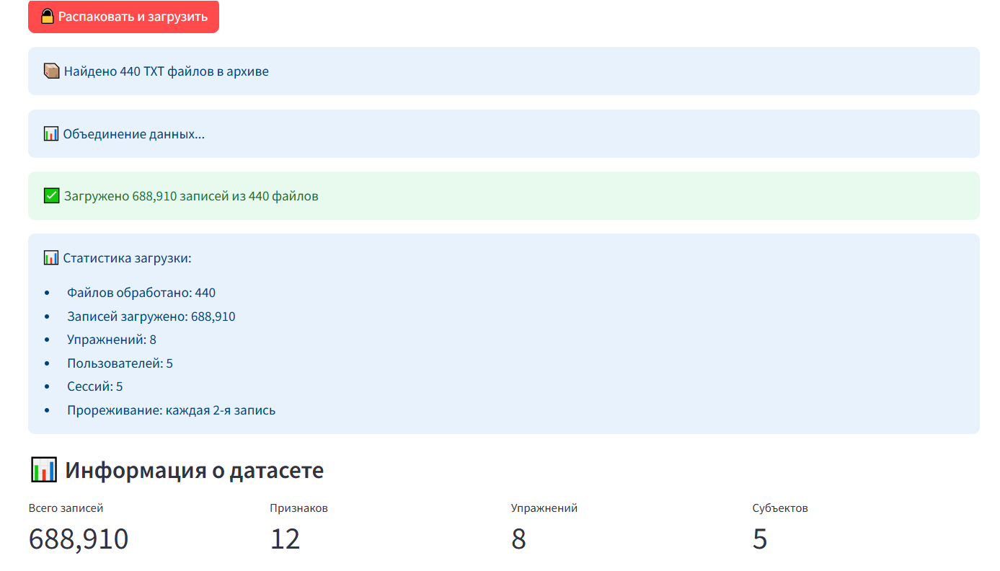 Распаковать и загрузить
Найдено 440 TXT файлов в архиве
Объединение данных...
Загружено 688,910 записей из 440 файлов
Статистика загрузки:
• Файлов обработано: 440
• Записей загружено: 688,910
• Упражнений: 8
• Пользователей: 5
• Сессий: 5
• Прореживание: каждая 2-я запись
Информация о датасете
Всего записей Признаков Упражнений Субъектов
688,910 12 8 5